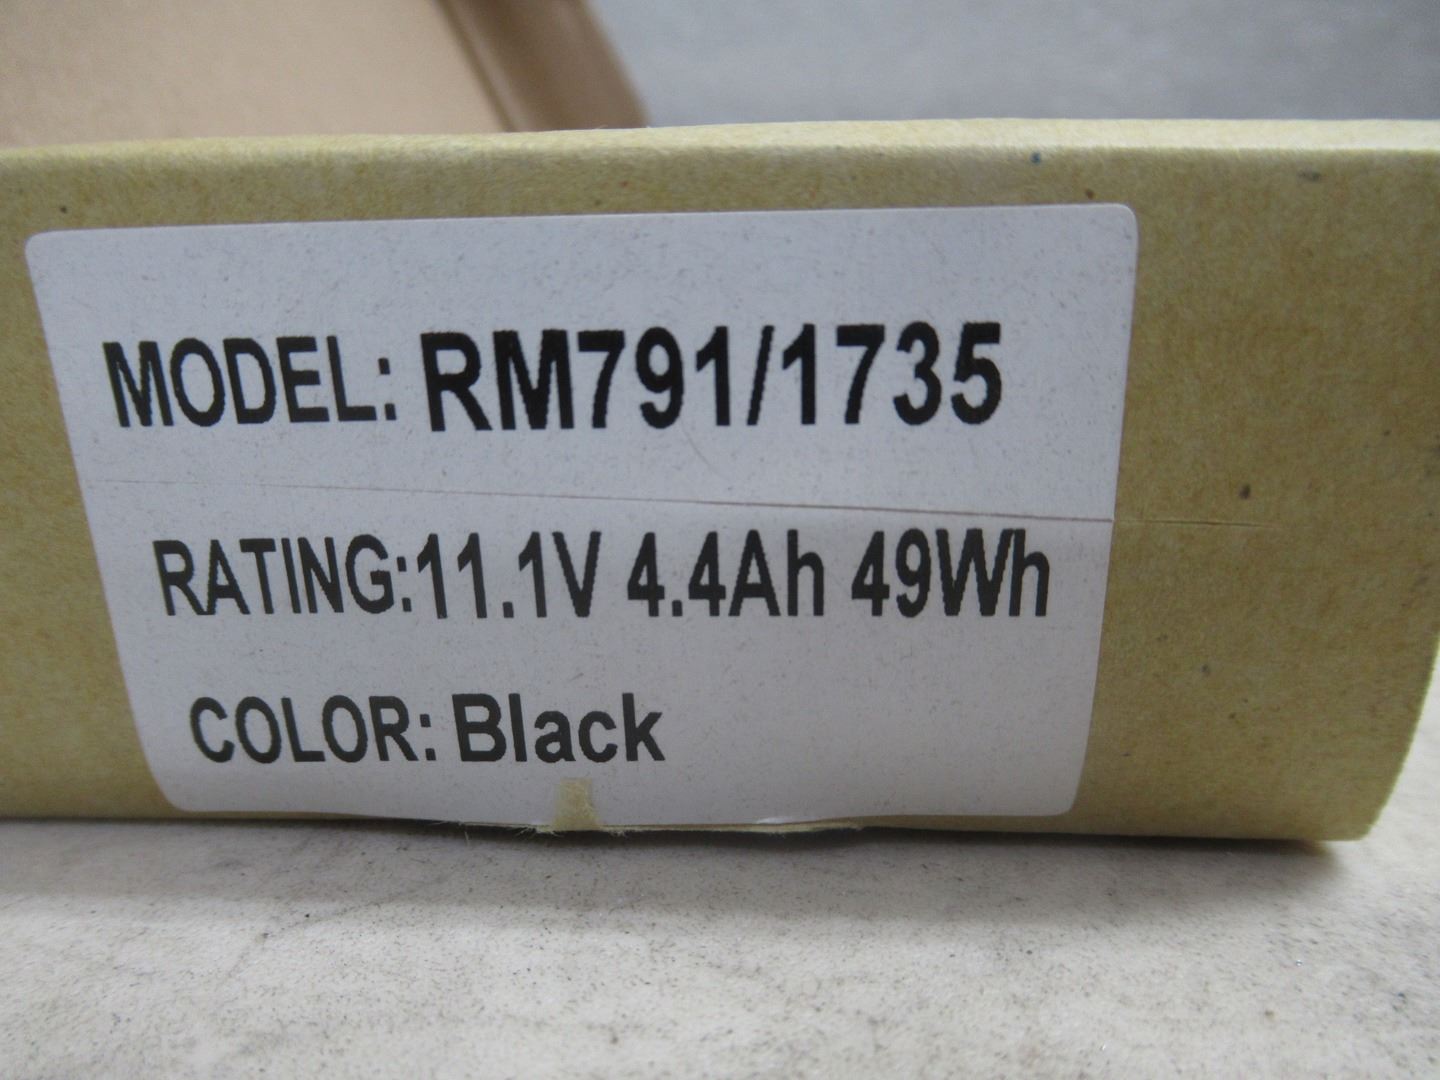 MODEL: RM791/1735
RATING:11.1V 4.4Ah 49Wh
COLOR: Black